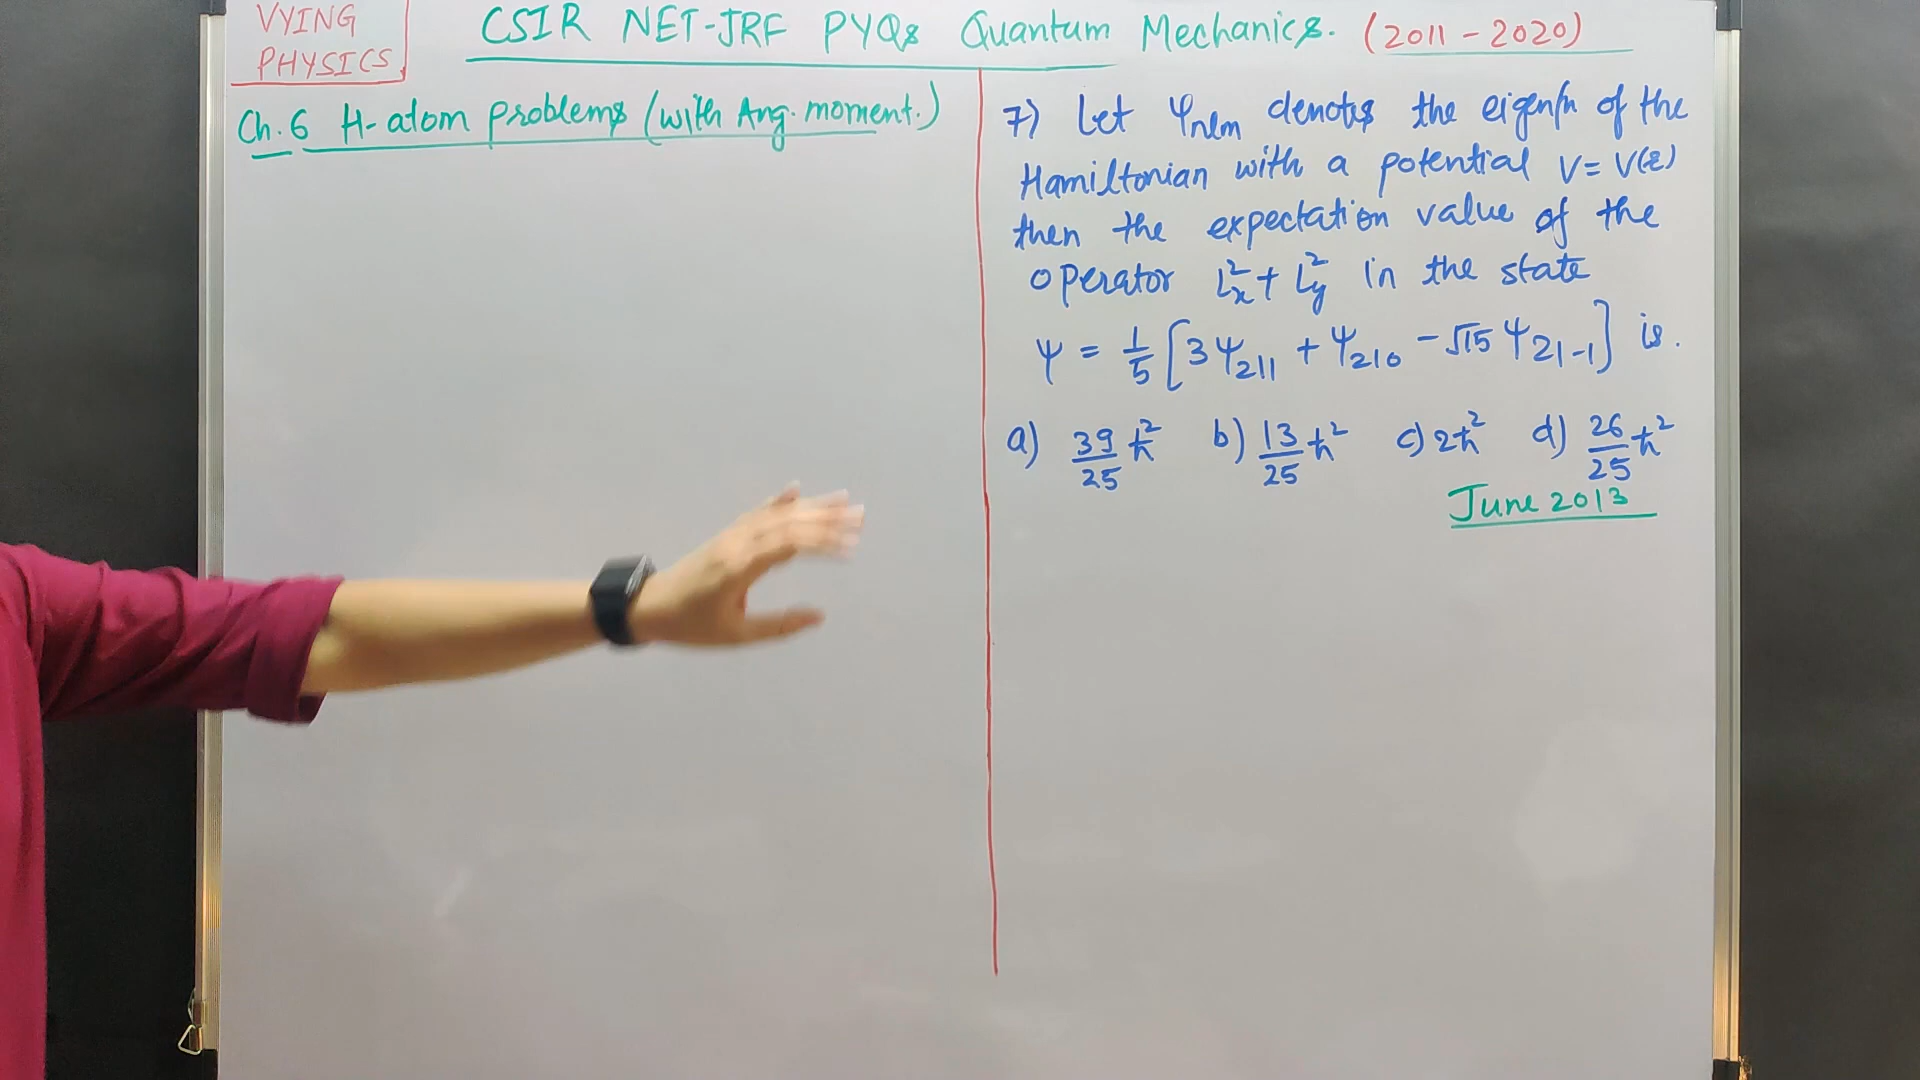 VYING
PHYSICS
CSIR NET-JRF PYQs Quantum Mechanics. (2011-2020)
Ch.6 H-atom problems (with Ang. moment.)
7) Let φnlm denotes the eigenfn of the
Hamiltonian with a potential V = V(r)
then the expectation value of the
operator Lx² + Ly² in the state
ψ = 1/5 [3ψ211 + ψ210 - √15 ψ21-1] is.
a) 39/25 ħ² b) 13/25 ħ² c) 2ħ² d) 26/25 ħ²
June 2013